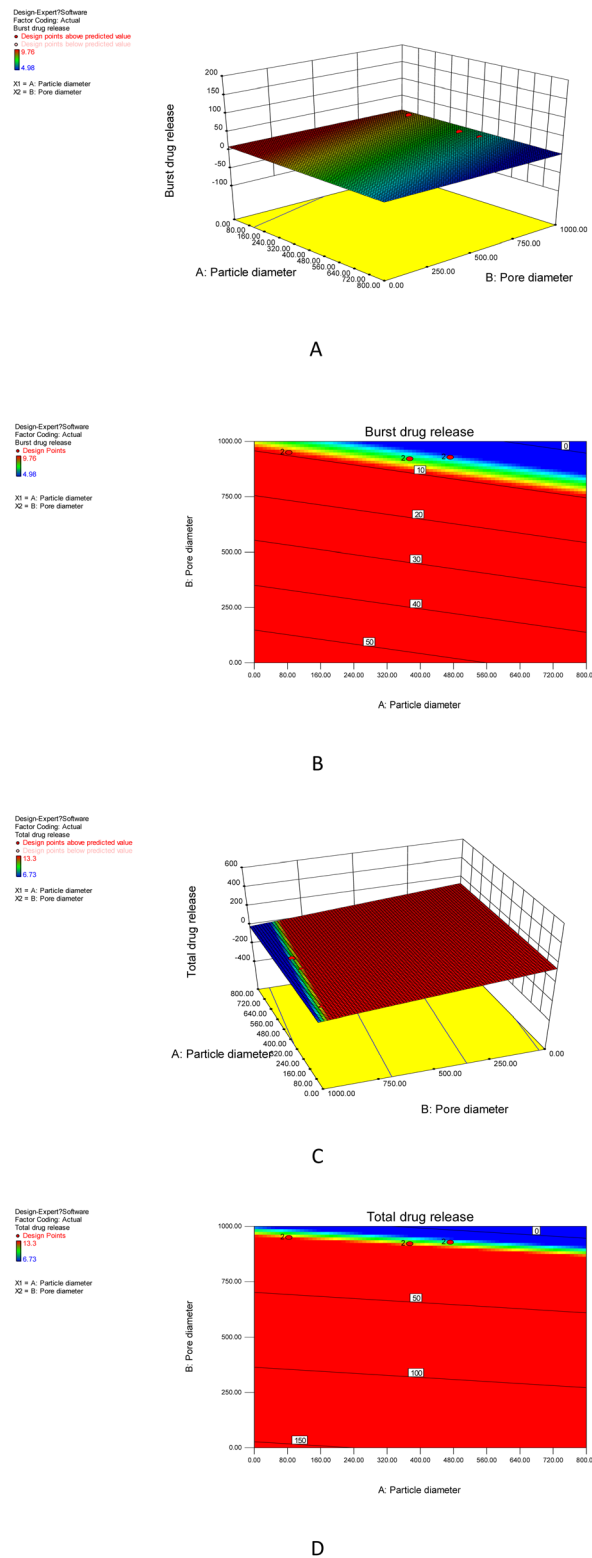 Design-Expert?Software
Factor Coding: Actual
Burst drug release
Design points above predicted value
Design points below predicted value
9.76
4.98
X1 = A: Particle diameter
X2 = B: Pore diameter
200
150
100
50
0
-50
-100
Burst drug release
0.00
80.00
160.00
240.00
320.00
400.00
480.00
560.00
640.00
720.00
800.00
A: Particle diameter
0.00
250.00
500.00
750.00
1000.00
B: Pore diameter
A
Design-Expert?Software
Factor Coding: Actual
Burst drug release
Design Points
9.76
4.98
X1 = A: Particle diameter
X2 = B: Pore diameter
Burst drug release
1000.00
750.00
500.00
250.00
0.00
B: Pore diameter
0
2
2
2
10
20
30
40
50
0.00 80.00 160.00 240.00 320.00 400.00 480.00 560.00 640.00 720.00 800.0
A: Particle diameter
B
Design-Expert?Software
Factor Coding: Actual
Total drug release
Design points above predicted value
Design points below predicted value
13.3
6.73
X1 = A: Particle diameter
X2 = B: Pore diameter
600
400
200
0
-200
-400
Total drug release
800.00
720.00
640.00
560.00
480.00
400.00
320.00
240.00
160.00
80.00
0.00
A: Particle diameter
1000.00
750.00
500.00
250.00
0.00
B: Pore diameter
C
Design-Expert?Software
Factor Coding: Actual
Total drug release
Design Points
13.3
6.73
X1 = A: Particle diameter
X2 = B: Pore diameter
Total drug release
1000.00
750.00
500.00
250.00
0.00
B: Pore diameter
0
2
2
2
50
100
150
0.00 80.00 160.00 240.00 320.00 400.00 480.00 560.00 640.00 720.00 800.0
A: Particle diameter
D